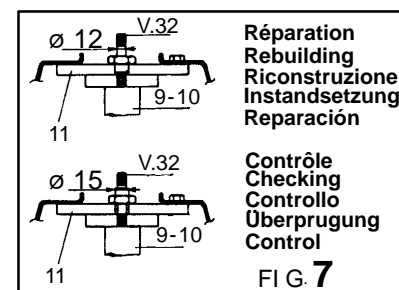 V.32
ø 12
9-10
11
Réparation
Rebuilding
Riconstruzione
Instandsetzung
Reparación
V.32
ø 15
9-10
11
Contrôle
Checking
Controllo
Überprugung
Control
FIG. 7